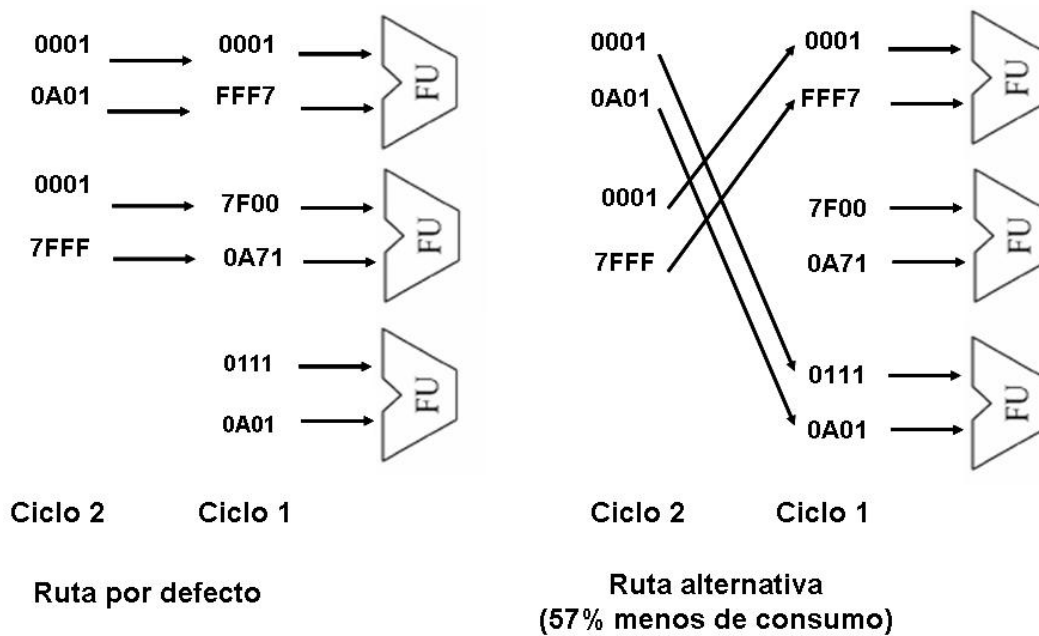 0001 0001
0A01 FFF7
FU
0001 7F00
7FFF 0A71
FU
0111
0A01
FU
Ciclo 2 Ciclo 1
Ruta por defecto
0001 0001
0A01 FFF7
FU
0001 7F00
7FFF 0A71
FU
0111
0A01
FU
Ciclo 2 Ciclo 1
Ruta alternativa
(57% menos de consumo)